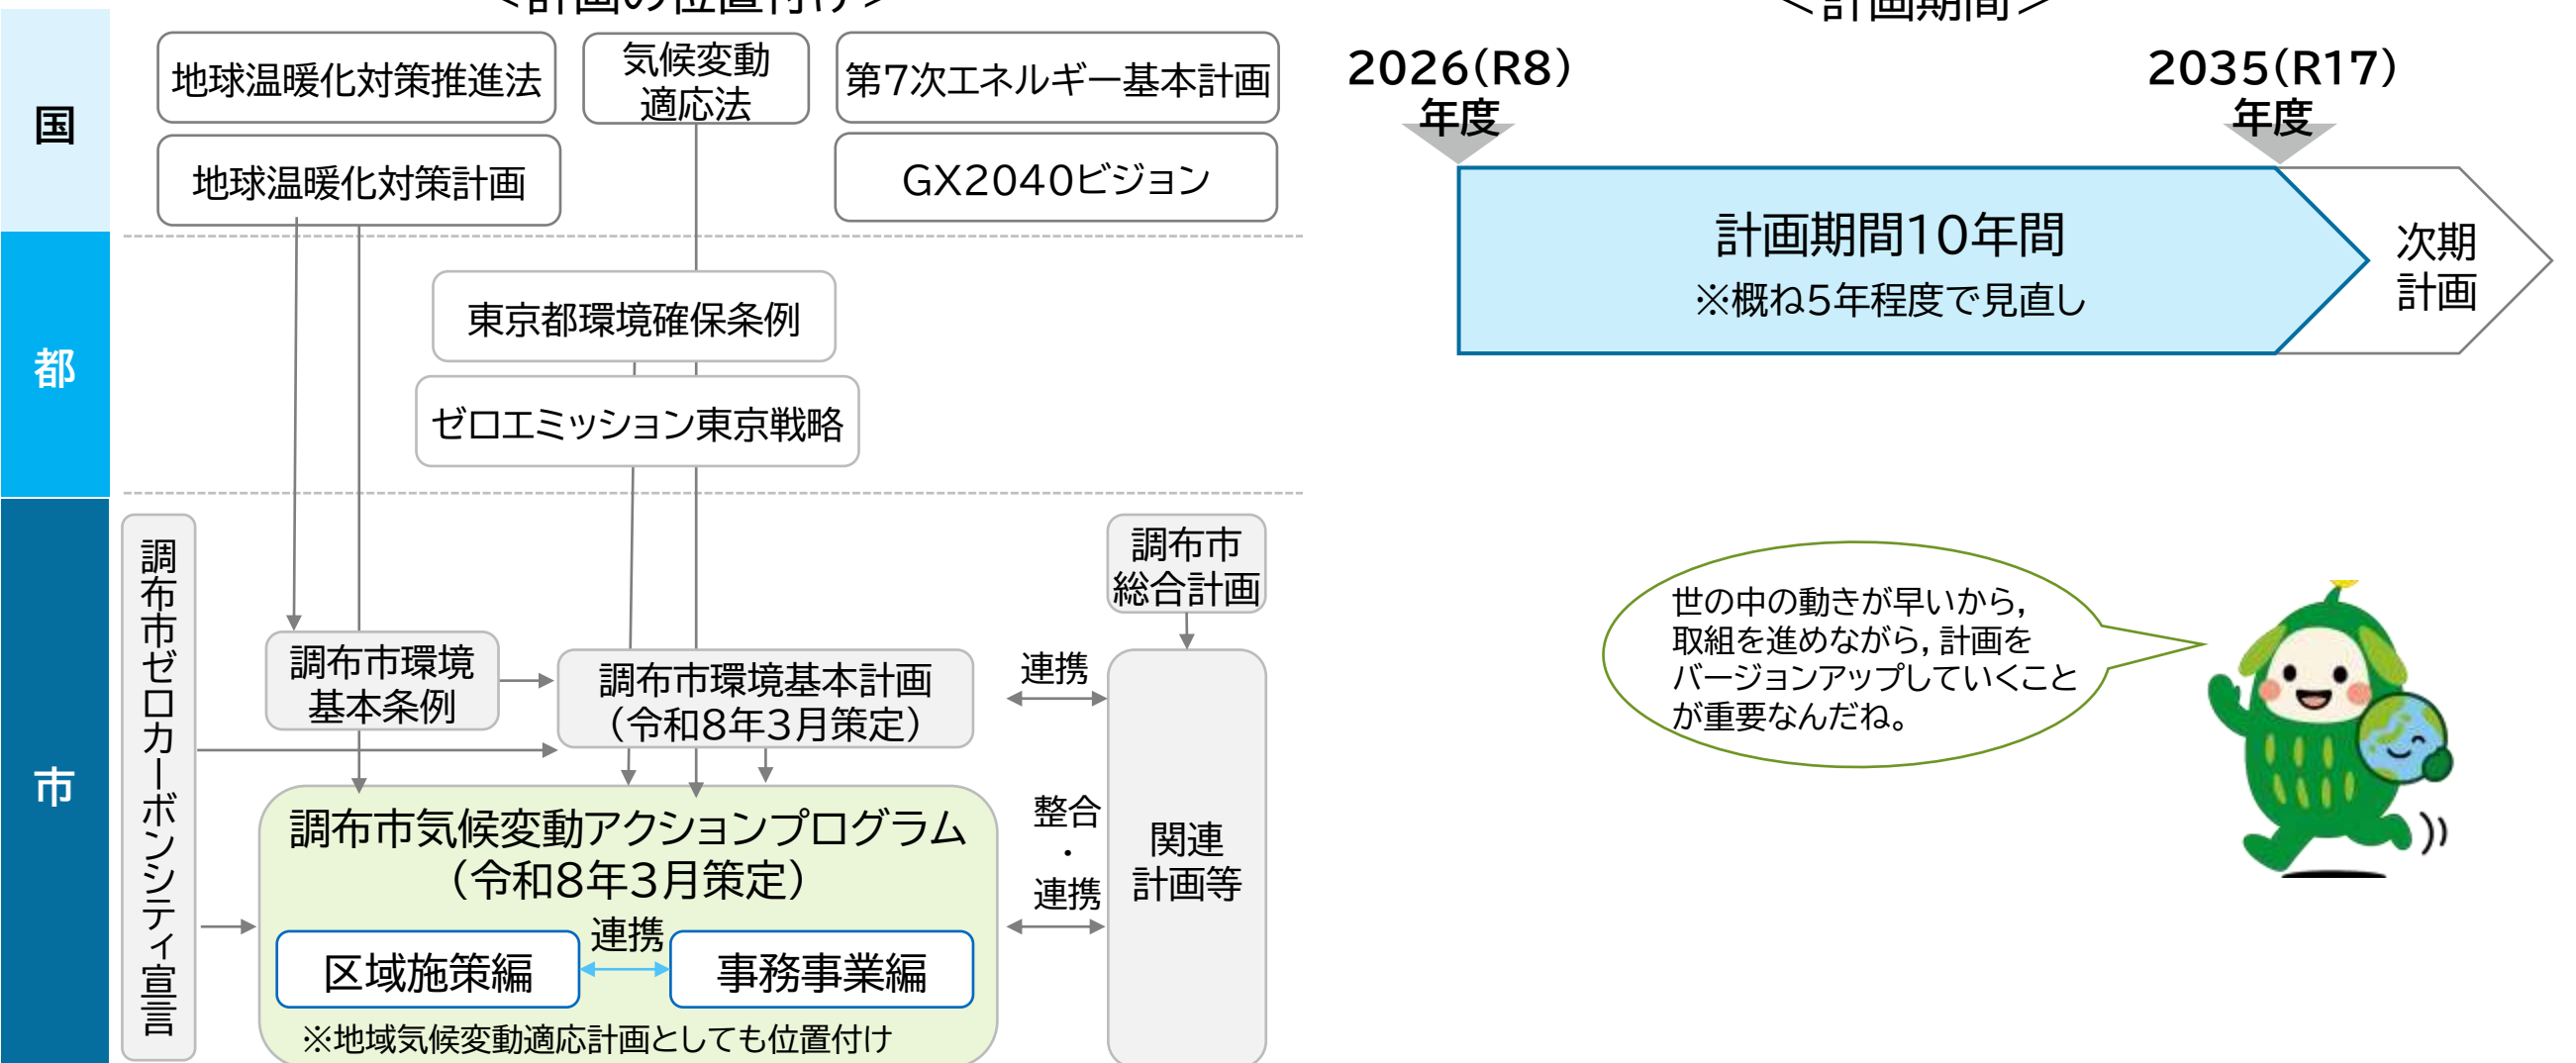 <計画の位置付け>
国
地球温暖化対策推進法
気候変動
適応法
第7次エネルギー基本計画
地球温暖化対策計画
GX2040ビジョン
都
東京都環境確保条例
ゼロエミッション東京戦略
市
調布市ゼロカーボンシティ宣言
調布市
総合計画
調布市環境
基本条例
調布市環境基本計画
(令和8年3月策定)
連携
調布市気候変動アクションプログラム
(令和8年3月策定)
整合
・
連携
関連
計画等
区域施策編
連携
事務事業編
※地域気候変動適応計画としても位置付け
<計画期間>
2026(R8)
年度
2035(R17)
年度
計画期間10年間
※概ね5年程度で見直し
次期
計画
世の中の動きが早いから,
取組を進めながら, 計画を
バージョンアップしていくこと
が重要なんだね。